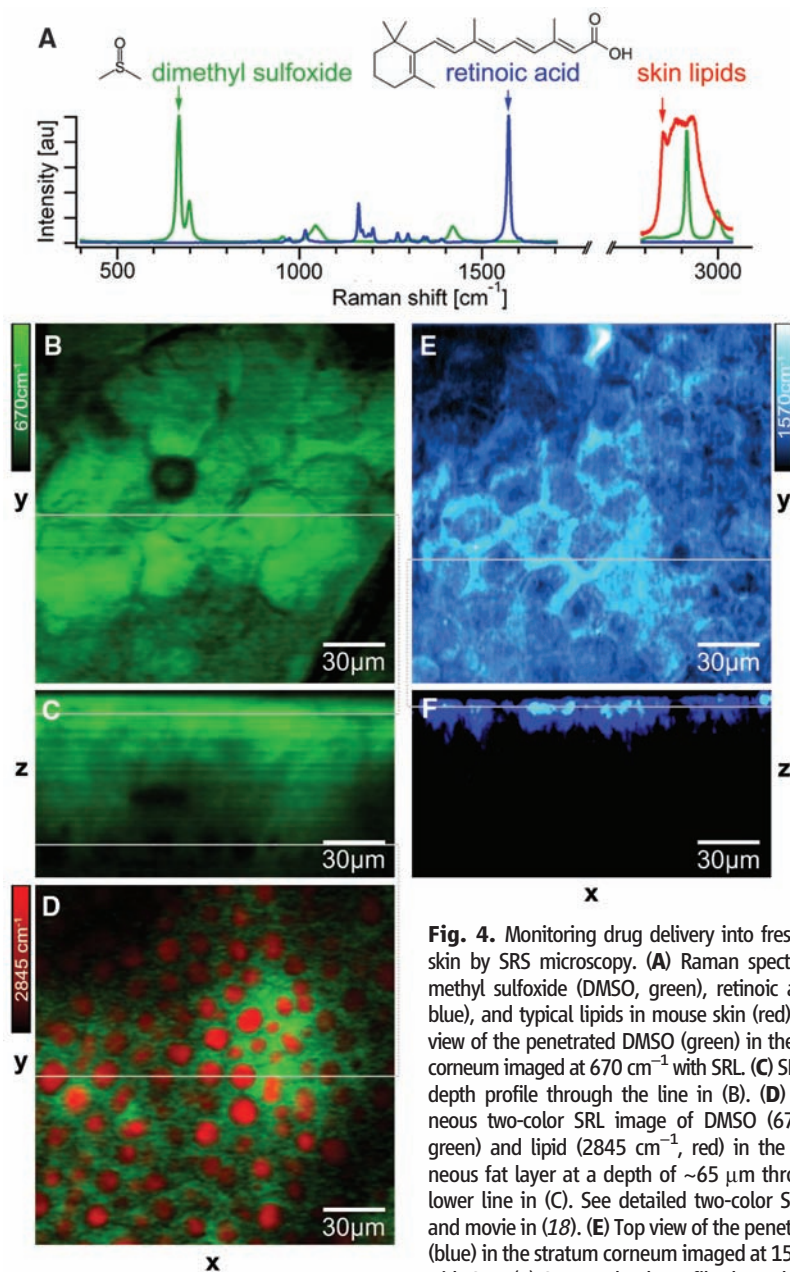 A
O
S
O
OH
dimethyl sulfoxide
retinoic acid
skin lipids
Intensity [au]
500
1000
1500
3000
Raman shift [cm⁻¹]
B
670cm⁻¹
y
30µm
E
1570cm⁻¹
y
30µm
C
z
30µm
F
z
30µm
x
D
2845 cm⁻¹
y
30µm
x
Fig. 4. Monitoring drug delivery into fres
skin by SRS microscopy. (A) Raman spect
methyl sulfoxide (DMSO, green), retinoic a
blue), and typical lipids in mouse skin (red)
view of the penetrated DMSO (green) in the
corneum imaged at 670 cm⁻¹ with SRL. (C) S
depth profile through the line in (B). (D)
neous two-color SRL image of DMSO (67
green) and lipid (2845 cm⁻¹, red) in the
neous fat layer at a depth of ~65 µm thro
lower line in (C). See detailed two-color S
and movie in (18). (E) Top view of the penet
(blue) in the stratum corneum imaged at 15